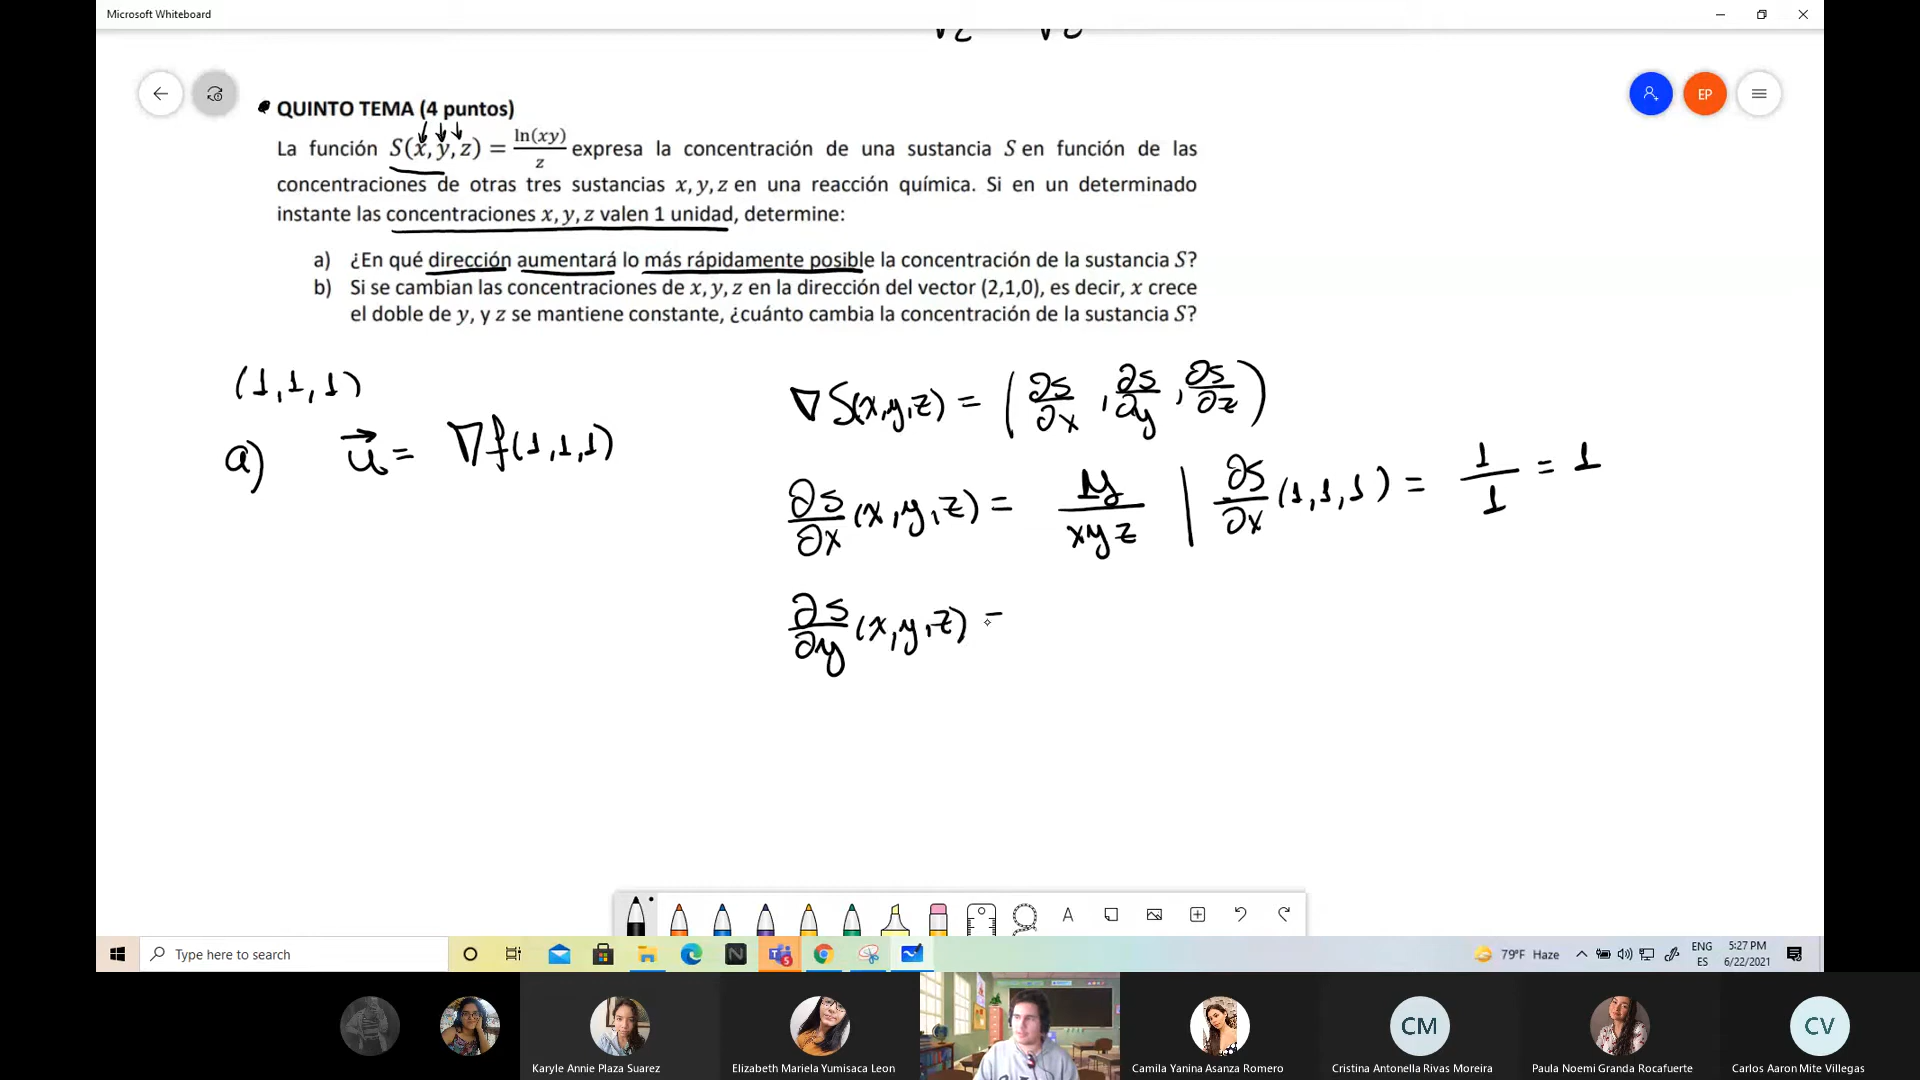 Microsoft Whiteboard
EP
QUINTO TEMA (4 puntos)
La función S(x, y, z) = ln(xy)/z expresa la concentración de una sustancia S en función de las
concentraciones de otras tres sustancias x, y, z en una reacción química. Si en un determinado
instante las concentraciones x, y, z valen 1 unidad, determine:
a) ¿En qué dirección aumentará lo más rápidamente posible la concentración de la sustancia S?
b) Si se cambian las concentraciones de x, y, z en la dirección del vector (2,1,0), es decir, x crece
el doble de y, y z se mantiene constante, ¿cuánto cambia la concentración de la sustancia S?
(1,1,1)
∇S(x,y,z) = (∂S/∂x, ∂S/∂y, ∂S/∂z)
a) u⃗ = ∇f(1,1,1)
∂S/∂x (x,y,z) = 1y/xyz | ∂S/∂x (1,1,1) = 1/1 = 1
∂S/∂y (x,y,z) =
Type here to search
79°F Haze
ENG
ES
5:27 PM
6/22/2021
CM
CV
Karyle Annie Plaza Suarez
Elizabeth Mariela Yumisaca Leon
Camila Yanina Asanza Romero
Cristina Antonella Rivas Moreira
Paula Noemi Granda Rocafuerte
Carlos Aaron Mite Villegas